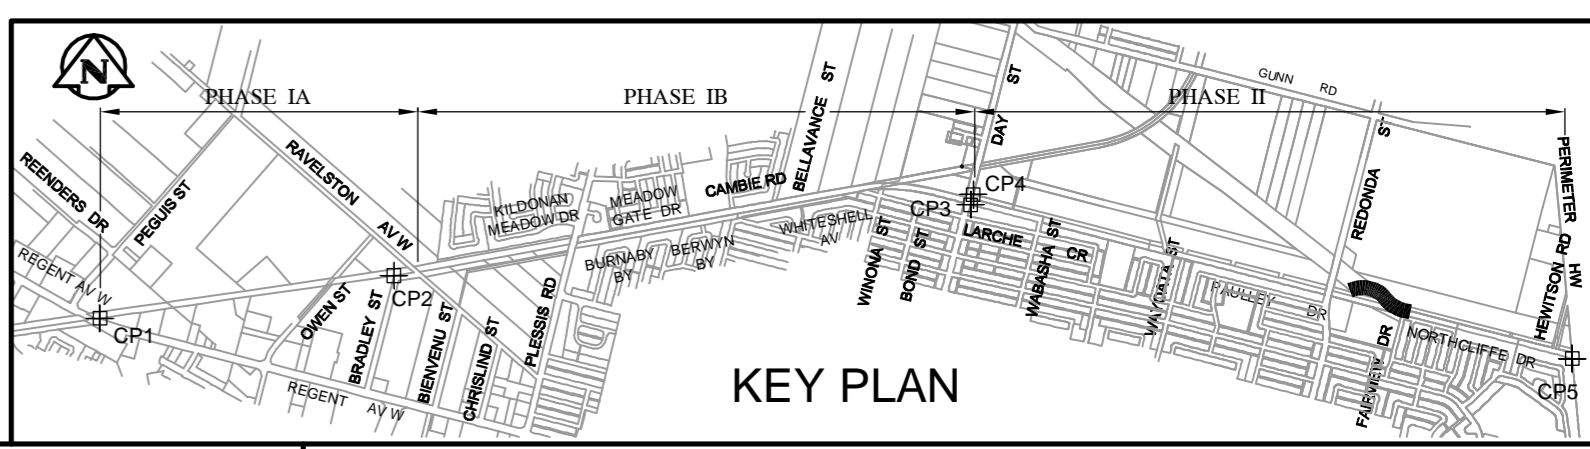 N
PHASE IA
PHASE IB
PHASE II
GUNN RD
REENDERS DR
PEGUIS ST
RAVELSTON AV W
KILDONAN
MEADOW DR
MEADOW
GATE DR
CAMBIE RD
BELLAVANCE ST
DAY ST
CP4
CP3
REDONDA ST
PERIMETER HW
HEWITSON RD
REGENT AV W
CP1
OWEN ST
BRADLEY ST
CP2
BIENVENU ST
CHRISLIND ST
PLESSIS RD
BURNABY
BY
BERWYN
BY
WHITESHELL
AV
WINONA ST
BOND ST
LARCHE CR
WABASHA ST
WAYOATA ST
PAULLEY DR
FAIRVIEW DR
NORTHCLIFFE DR
CP5
REGENT AV W
KEY PLAN